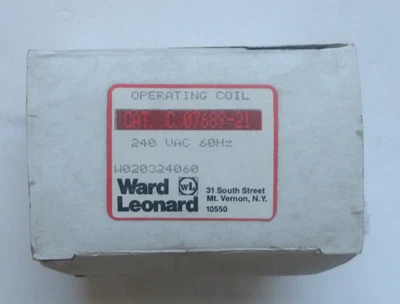 OPERATING COIL
CAT. C 07689-21
240 VAC 60Hz
W020324060
Ward
Leonard
WL
31 South Street
Mt. Vernon, N.Y.
10550